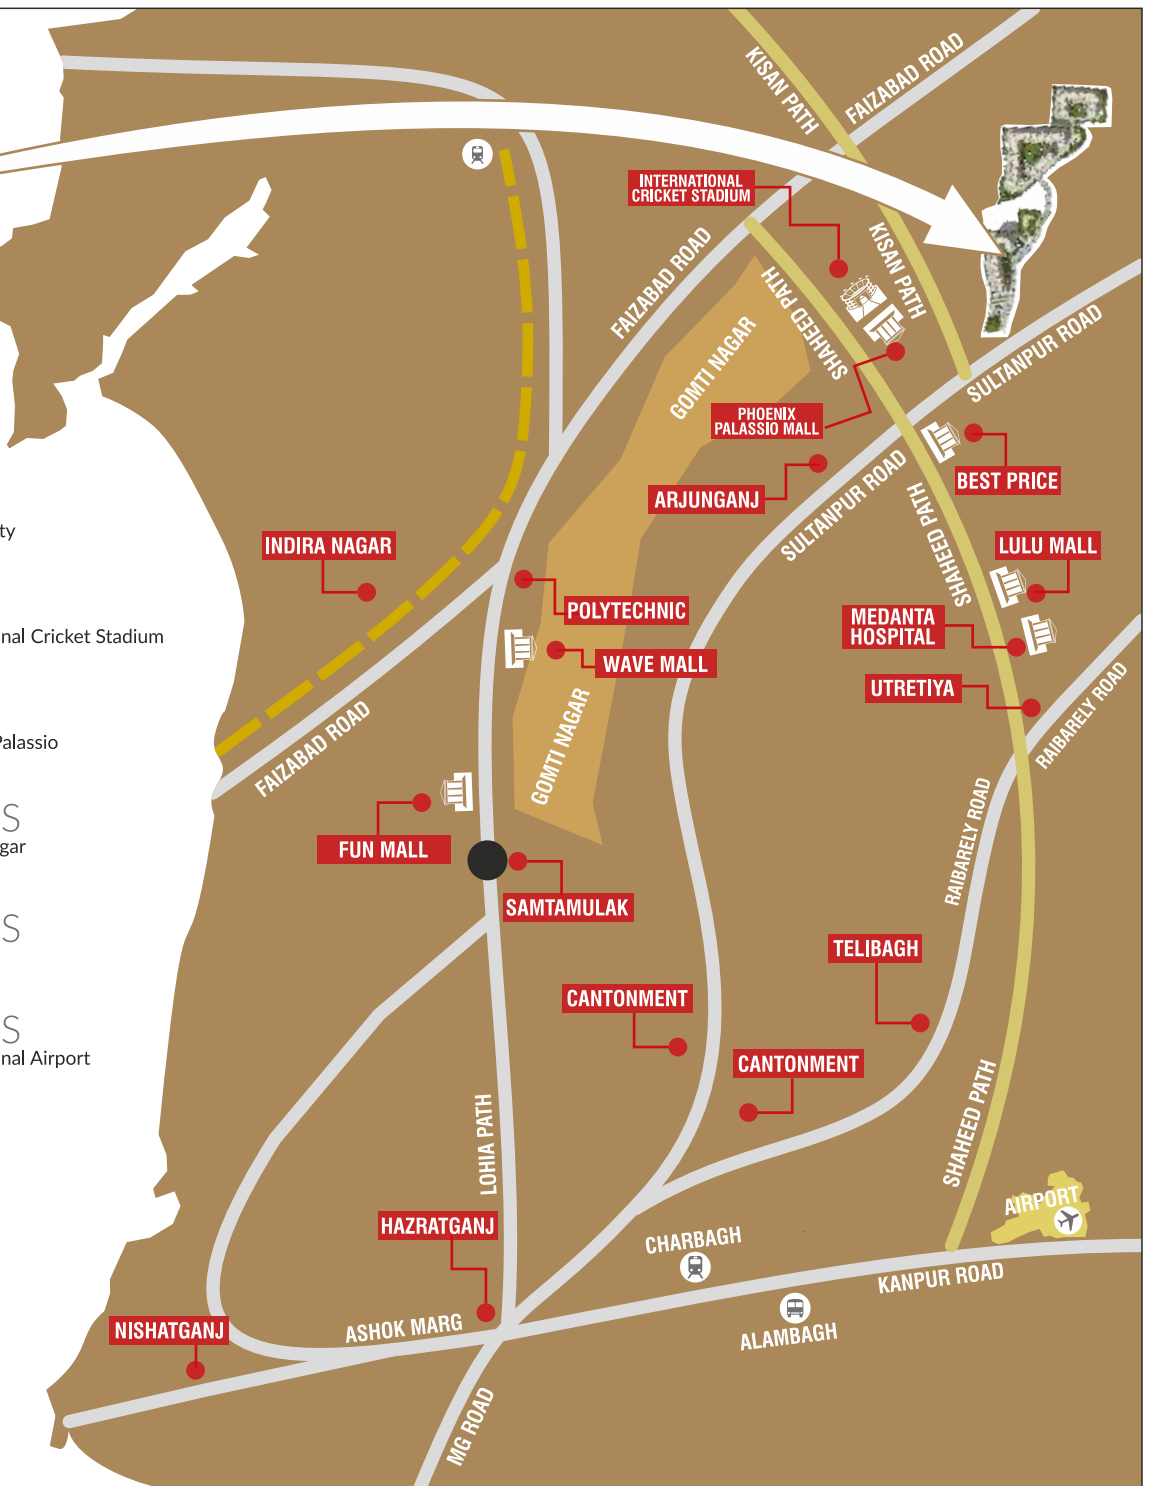 KISAN PATH
FAIZABAD ROAD
INTERNATIONAL
CRICKET STADIUM
KISAN PATH
FAIZABAD ROAD
SHAHEED PATH
GOMTI NAGAR
SULTANPUR ROAD
PHOENIX
PALASSIO MALL
ARJUNGANJ
SULTANPUR ROAD
BEST PRICE
SHAHEED PATH
ty
INDIRA NAGAR
LULU MALL
POLYTECHNIC
MEDANTA
HOSPITAL
nal Cricket Stadium
WAVE MALL
UTRETIYA
RAIBARELY ROAD
GOMTI NAGAR
FAIZABAD ROAD
Palassio
S
gar
FUN MALL
RAIBARELY ROAD
SAMTAMULAK
S
TELIBAGH
CANTONMENT
S
nal Airport
CANTONMENT
LOHIA PATH
SHAHEED PATH
AIRPORT
HAZRATGANJ
CHARBAGH
KANPUR ROAD
NISHATGANJ
ASHOK MARG
ALAMBAGH
MG ROAD